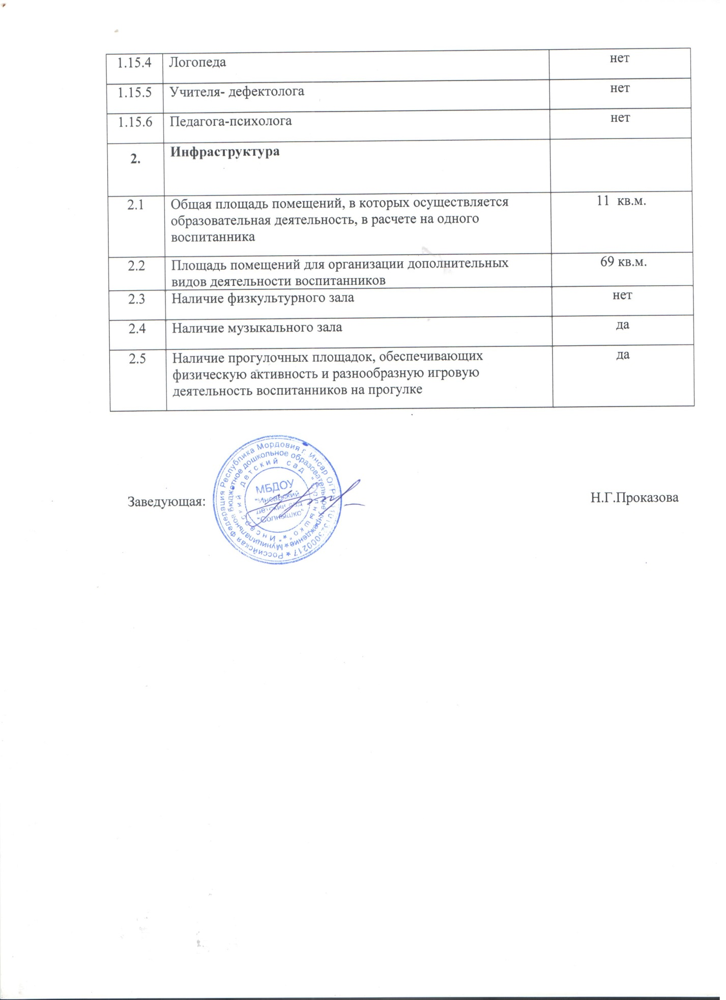 1.15.4 Логопеда нет
1.15.5 Учителя- дефектолога нет
1.15.6 Педагога-психолога нет
2. Инфраструктура
2.1 Общая площадь помещений, в которых осуществляется 11 кв.м.
образовательная деятельность, в расчете на одного
воспитанника
2.2 Площадь помещений для организации дополнительных 69 кв.м.
видов деятельности воспитанников
2.3 Наличие физкультурного зала нет
2.4 Наличие музыкального зала да
2.5 Наличие прогулочных площадок, обеспечивающих да
физическую активность и разнообразную игровую
деятельность воспитанников на прогулке
Заведующая: Н.Г.Проказова
Российская Федерация Республика Мордовия г. Инсар
Муниципальное бюджетное дошкольное образовательное учреждение
"Инсарский детский сад "Солнышко"
МБДОУ
"Инсарский
детский сад
"Солнышко"